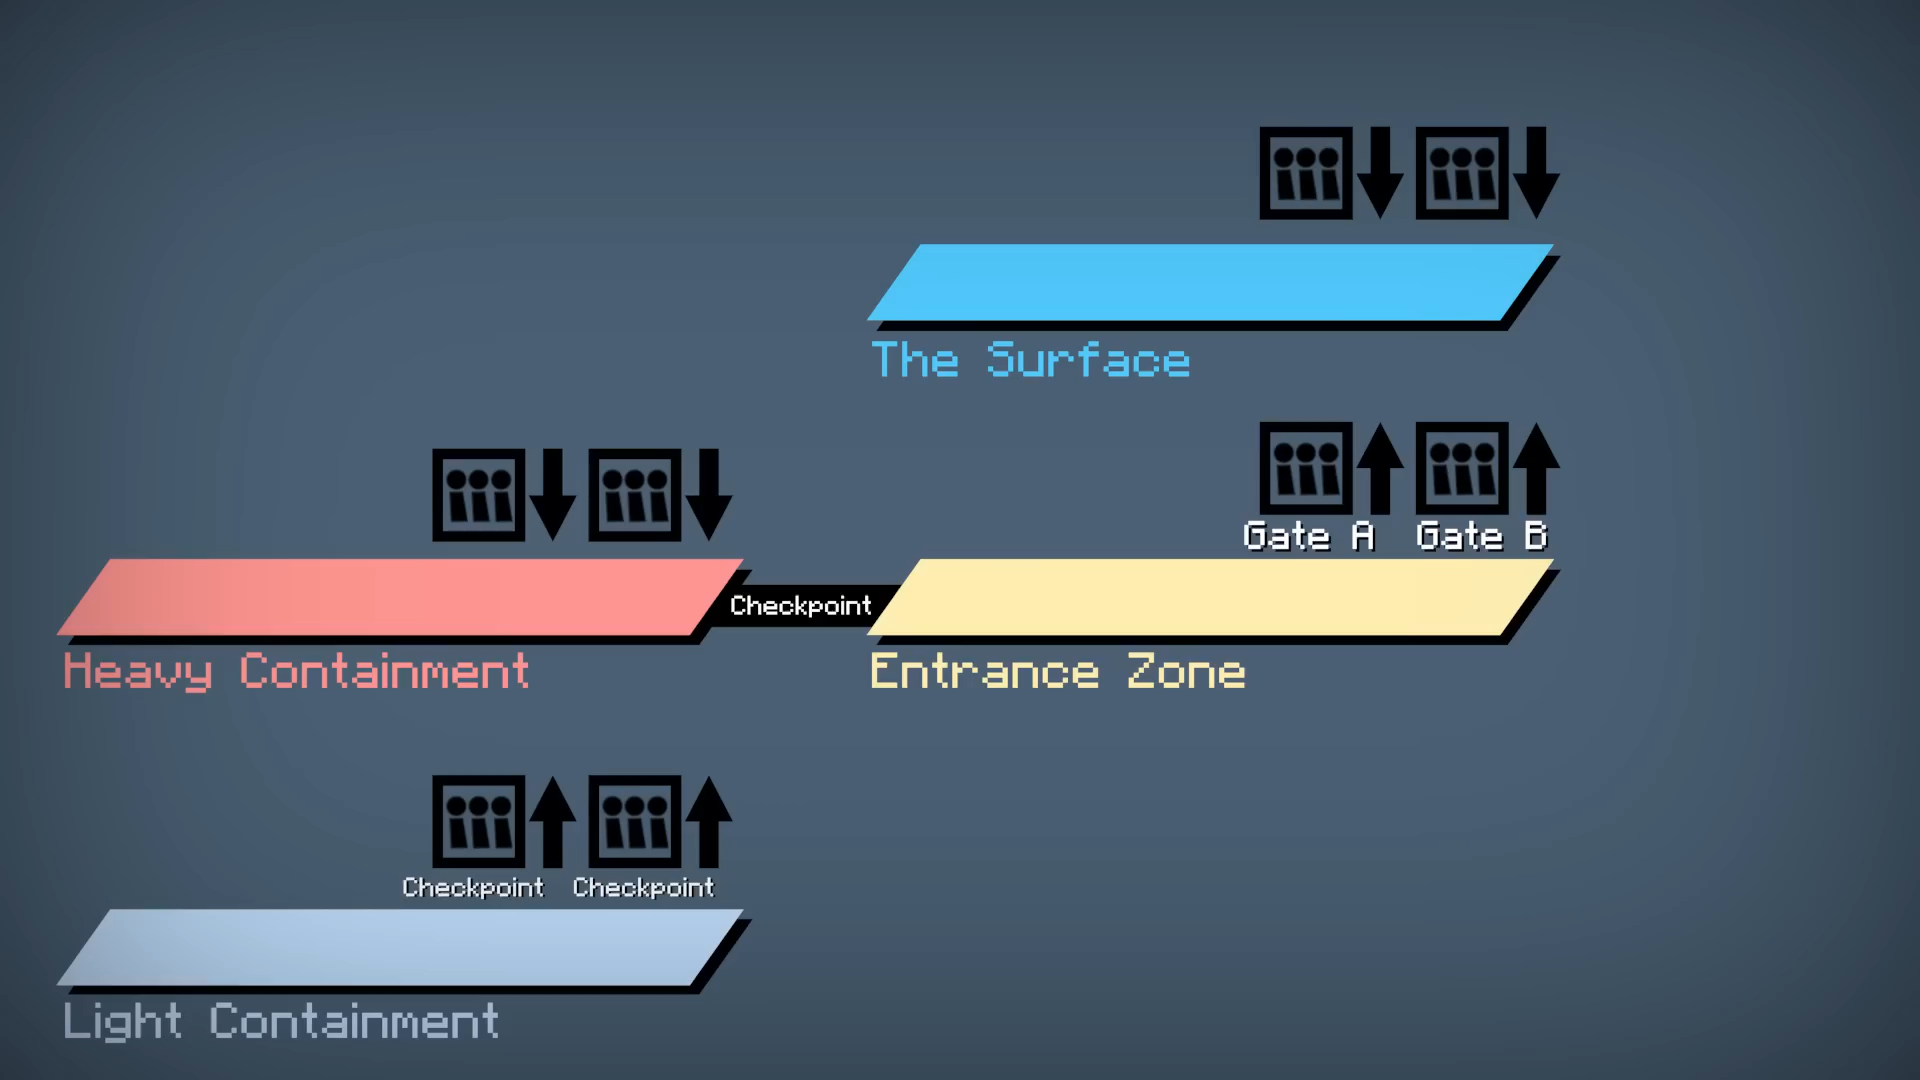 The Surface
Gate A Gate B
Checkpoint
Heavy Containment
Entrance Zone
Checkpoint Checkpoint
Light Containment